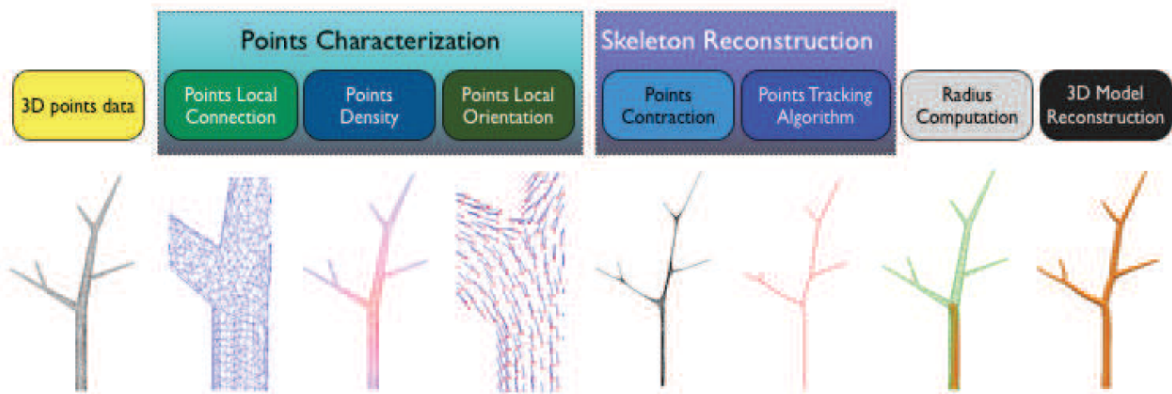 Points Characterization
Skeleton Reconstruction
3D points data
Points Local
Connection
Points
Density
Points Local
Orientation
Points
Contraction
Points Tracking
Algorithm
Radius
Computation
3D Model
Reconstruction